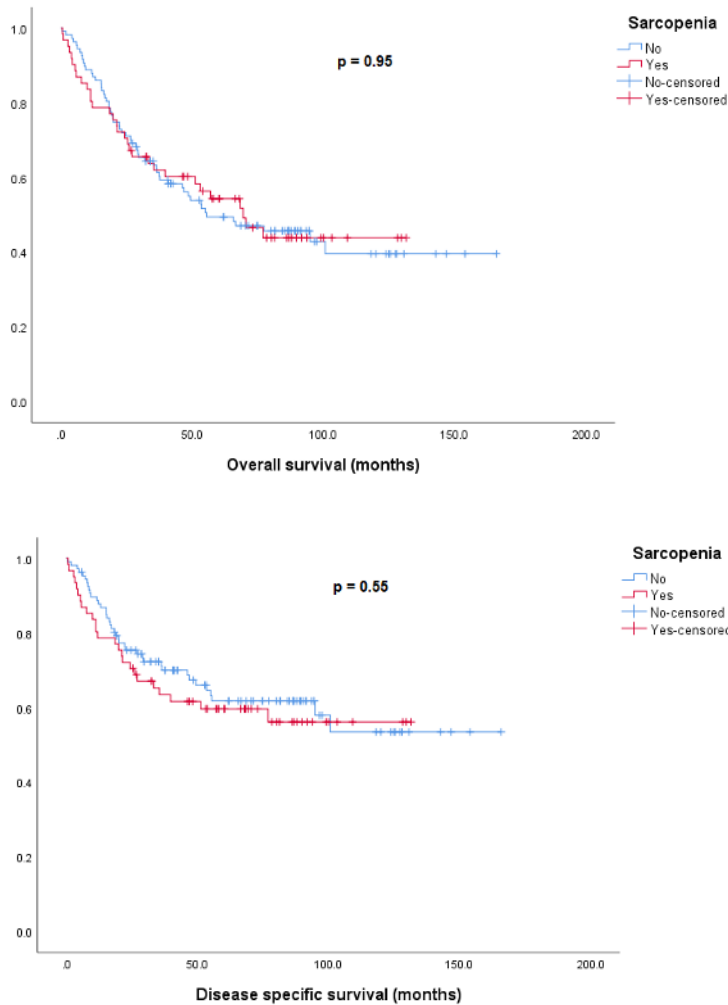 Sarcopenia
No
Yes
No-censored
Yes-censored
p = 0.95
1.0
0.8
0.6
0.4
0.2
0.0
.0 50.0 100.0 150.0 200.0
Overall survival (months)
Sarcopenia
No
Yes
No-censored
Yes-censored
p = 0.55
1.0
0.8
0.6
0.4
0.2
0.0
.0 50.0 100.0 150.0 200.0
Disease specific survival (months)